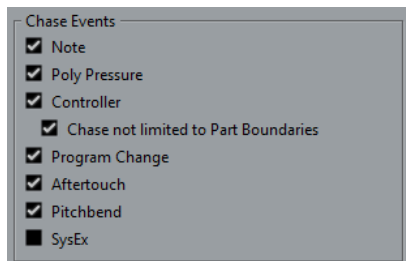 Chase Events
Note
Poly Pressure
Controller
Chase not limited to Part Boundaries
Program Change
Aftertouch
Pitchbend
SysEx